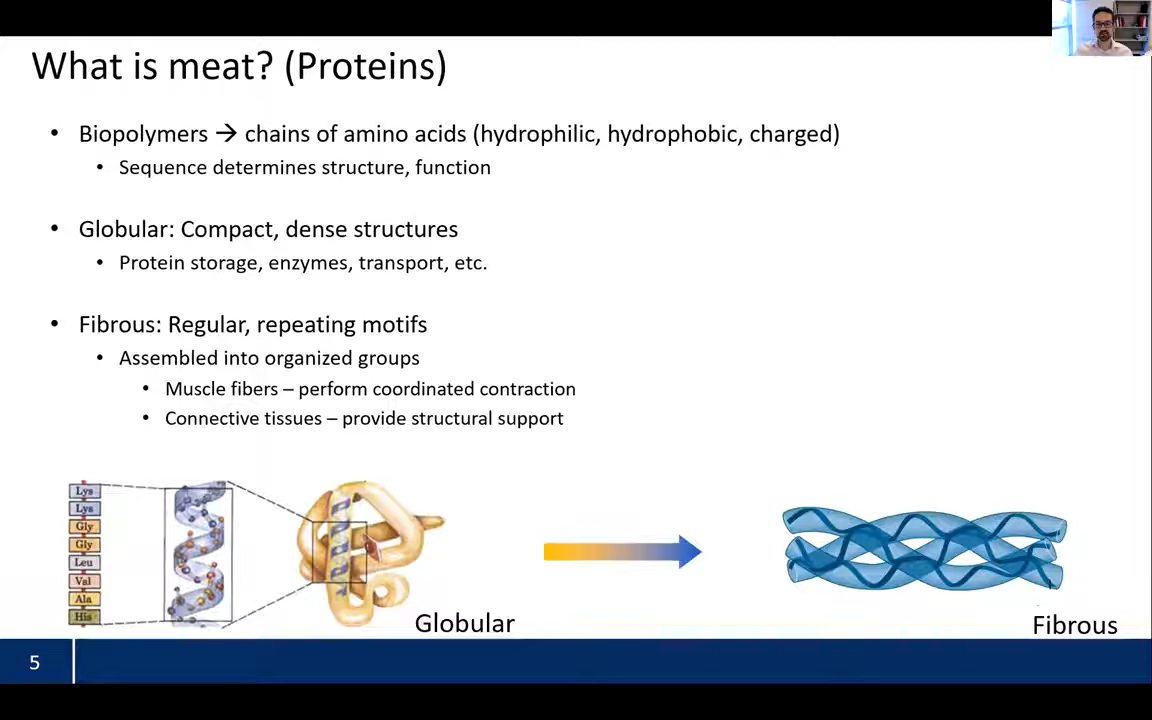 What is meat? (Proteins)
• Biopolymers → chains of amino acids (hydrophilic, hydrophobic, charged)
• Sequence determines structure, function
• Globular: Compact, dense structures
• Protein storage, enzymes, transport, etc.
• Fibrous: Regular, repeating motifs
• Assembled into organized groups
• Muscle fibers – perform coordinated contraction
• Connective tissues – provide structural support
Lys
Lys
Gly
Gly
Leu
Val
Ala
His
Globular
Fibrous
5